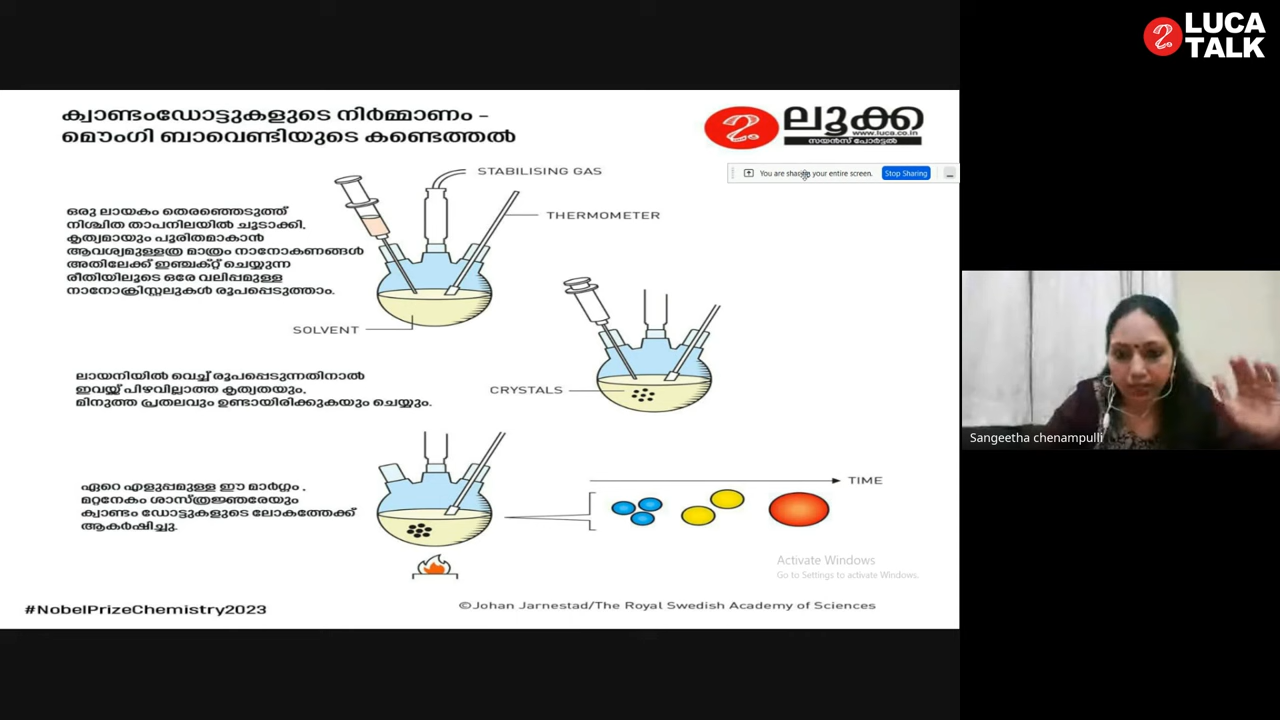 LUCA
TALK
ക്വാണ്ടംഡോട്ടുകളുടെ നിർമ്മാണം -
മൌംഗി ബാവെണ്ടിയുടെ കണ്ടെത്തൽ
ലൂക്ക
www.luca.co.in
സയൻസ് പോർട്ടൽ
You are sharing your entire screen.
Stop Sharing
STABILISING GAS
THERMOMETER
ഒരു ലായകം തെരഞ്ഞെടുത്ത്
നിശ്ചിത താപനിലയിൽ ചൂടാക്കി,
കൃത്യമായും പൂരിതമാകാൻ
ആവശ്യമുള്ളത്ര മാത്രം നാനോകണങ്ങൾ
അതിലേക്ക് ഇഞ്ചക്റ്റ് ചെയ്യുന്ന
രീതിയിലൂടെ ഒരേ വലിപ്പമുള്ള
നാനോക്രിസ്റ്റലുകൾ രൂപപ്പെടുത്താം.
SOLVENT
ലായനിയിൽ വെച്ച് രൂപപ്പെടുന്നതിനാൽ
ഇവയ്ക്ക് പിഴവില്ലാത്ത കൃത്യതയും,
മിനുത്ത പ്രതലവും ഉണ്ടായിരിക്കുകയും ചെയ്യും.
CRYSTALS
Sangeetha chenampulli
ഏറെ എളുപ്പമുള്ള ഈ മാർഗ്ഗം ,
മറ്റനേകം ശാസ്ത്രജ്ഞരേയും
ക്വാണ്ടം ഡോട്ടുകളുടെ ലോകത്തേക്ക്
ആകർഷിച്ചു.
TIME
Activate Windows
Go to Settings to activate Windows.
#NobelPrizeChemistry2023
©Johan Jarnestad/The Royal Swedish Academy of Sciences